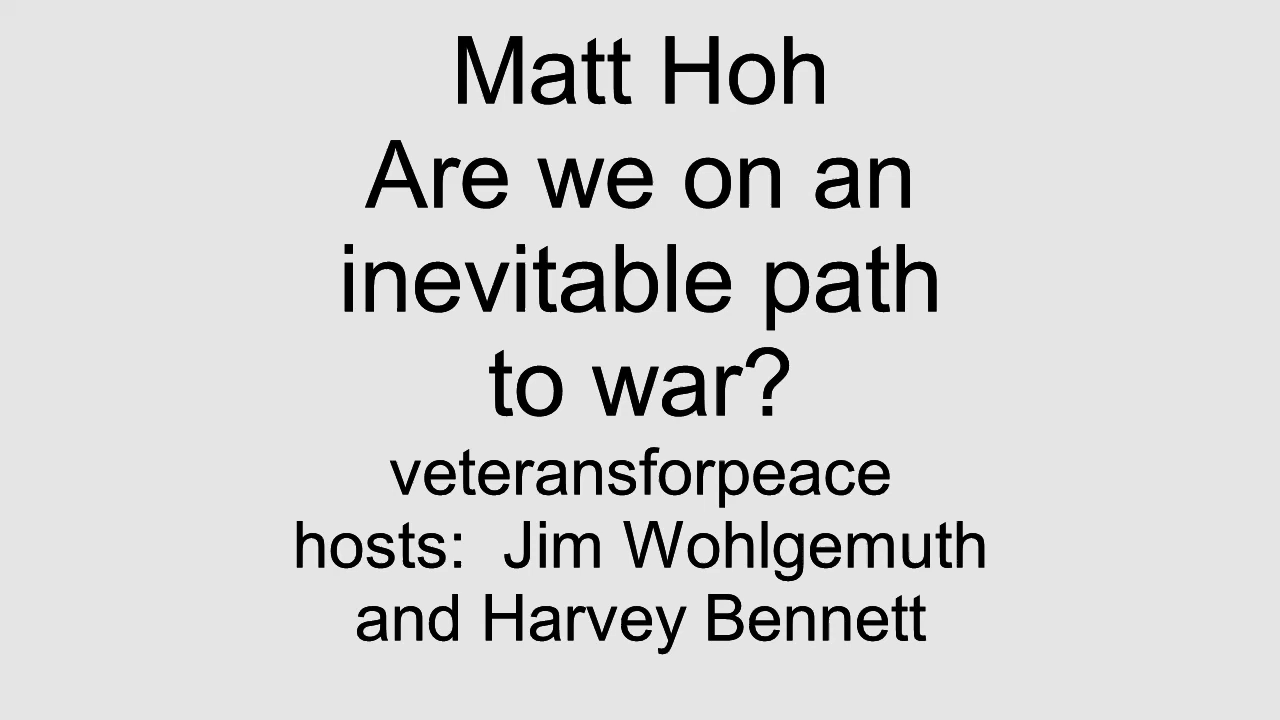 Matt Hoh
Are we on an
inevitable path
to war?
veteransforpeace
hosts:  Jim Wohlgemuth
and Harvey Bennett